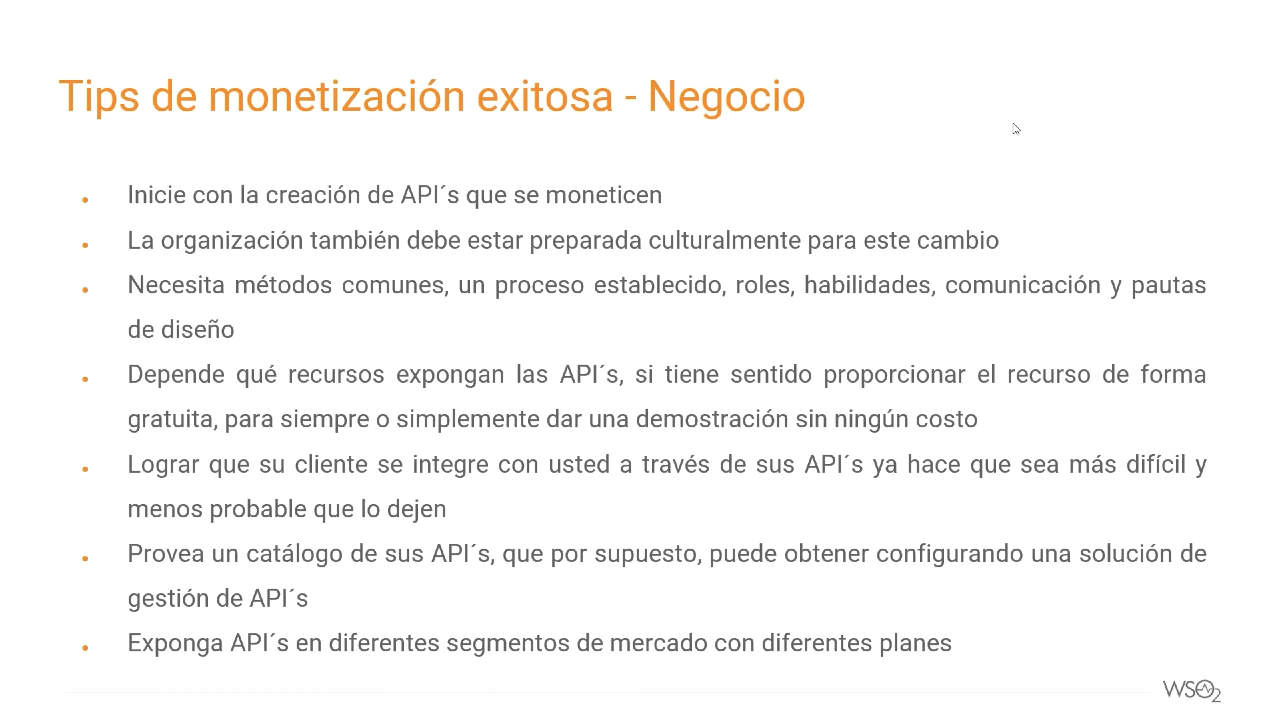 Tips de monetización exitosa - Negocio
Inicie con la creación de API´s que se moneticen
La organización también debe estar preparada culturalmente para este cambio
Necesita métodos comunes, un proceso establecido, roles, habilidades, comunicación y pautas
de diseño
Depende qué recursos expongan las API´s, si tiene sentido proporcionar el recurso de forma
gratuita, para siempre o simplemente dar una demostración sin ningún costo
Lograr que su cliente se integre con usted a través de sus API´s ya hace que sea más difícil y
menos probable que lo dejen
Provea un catálogo de sus API´s, que por supuesto, puede obtener configurando una solución de
gestión de API´s
Exponga API´s en diferentes segmentos de mercado con diferentes planes
WSO2